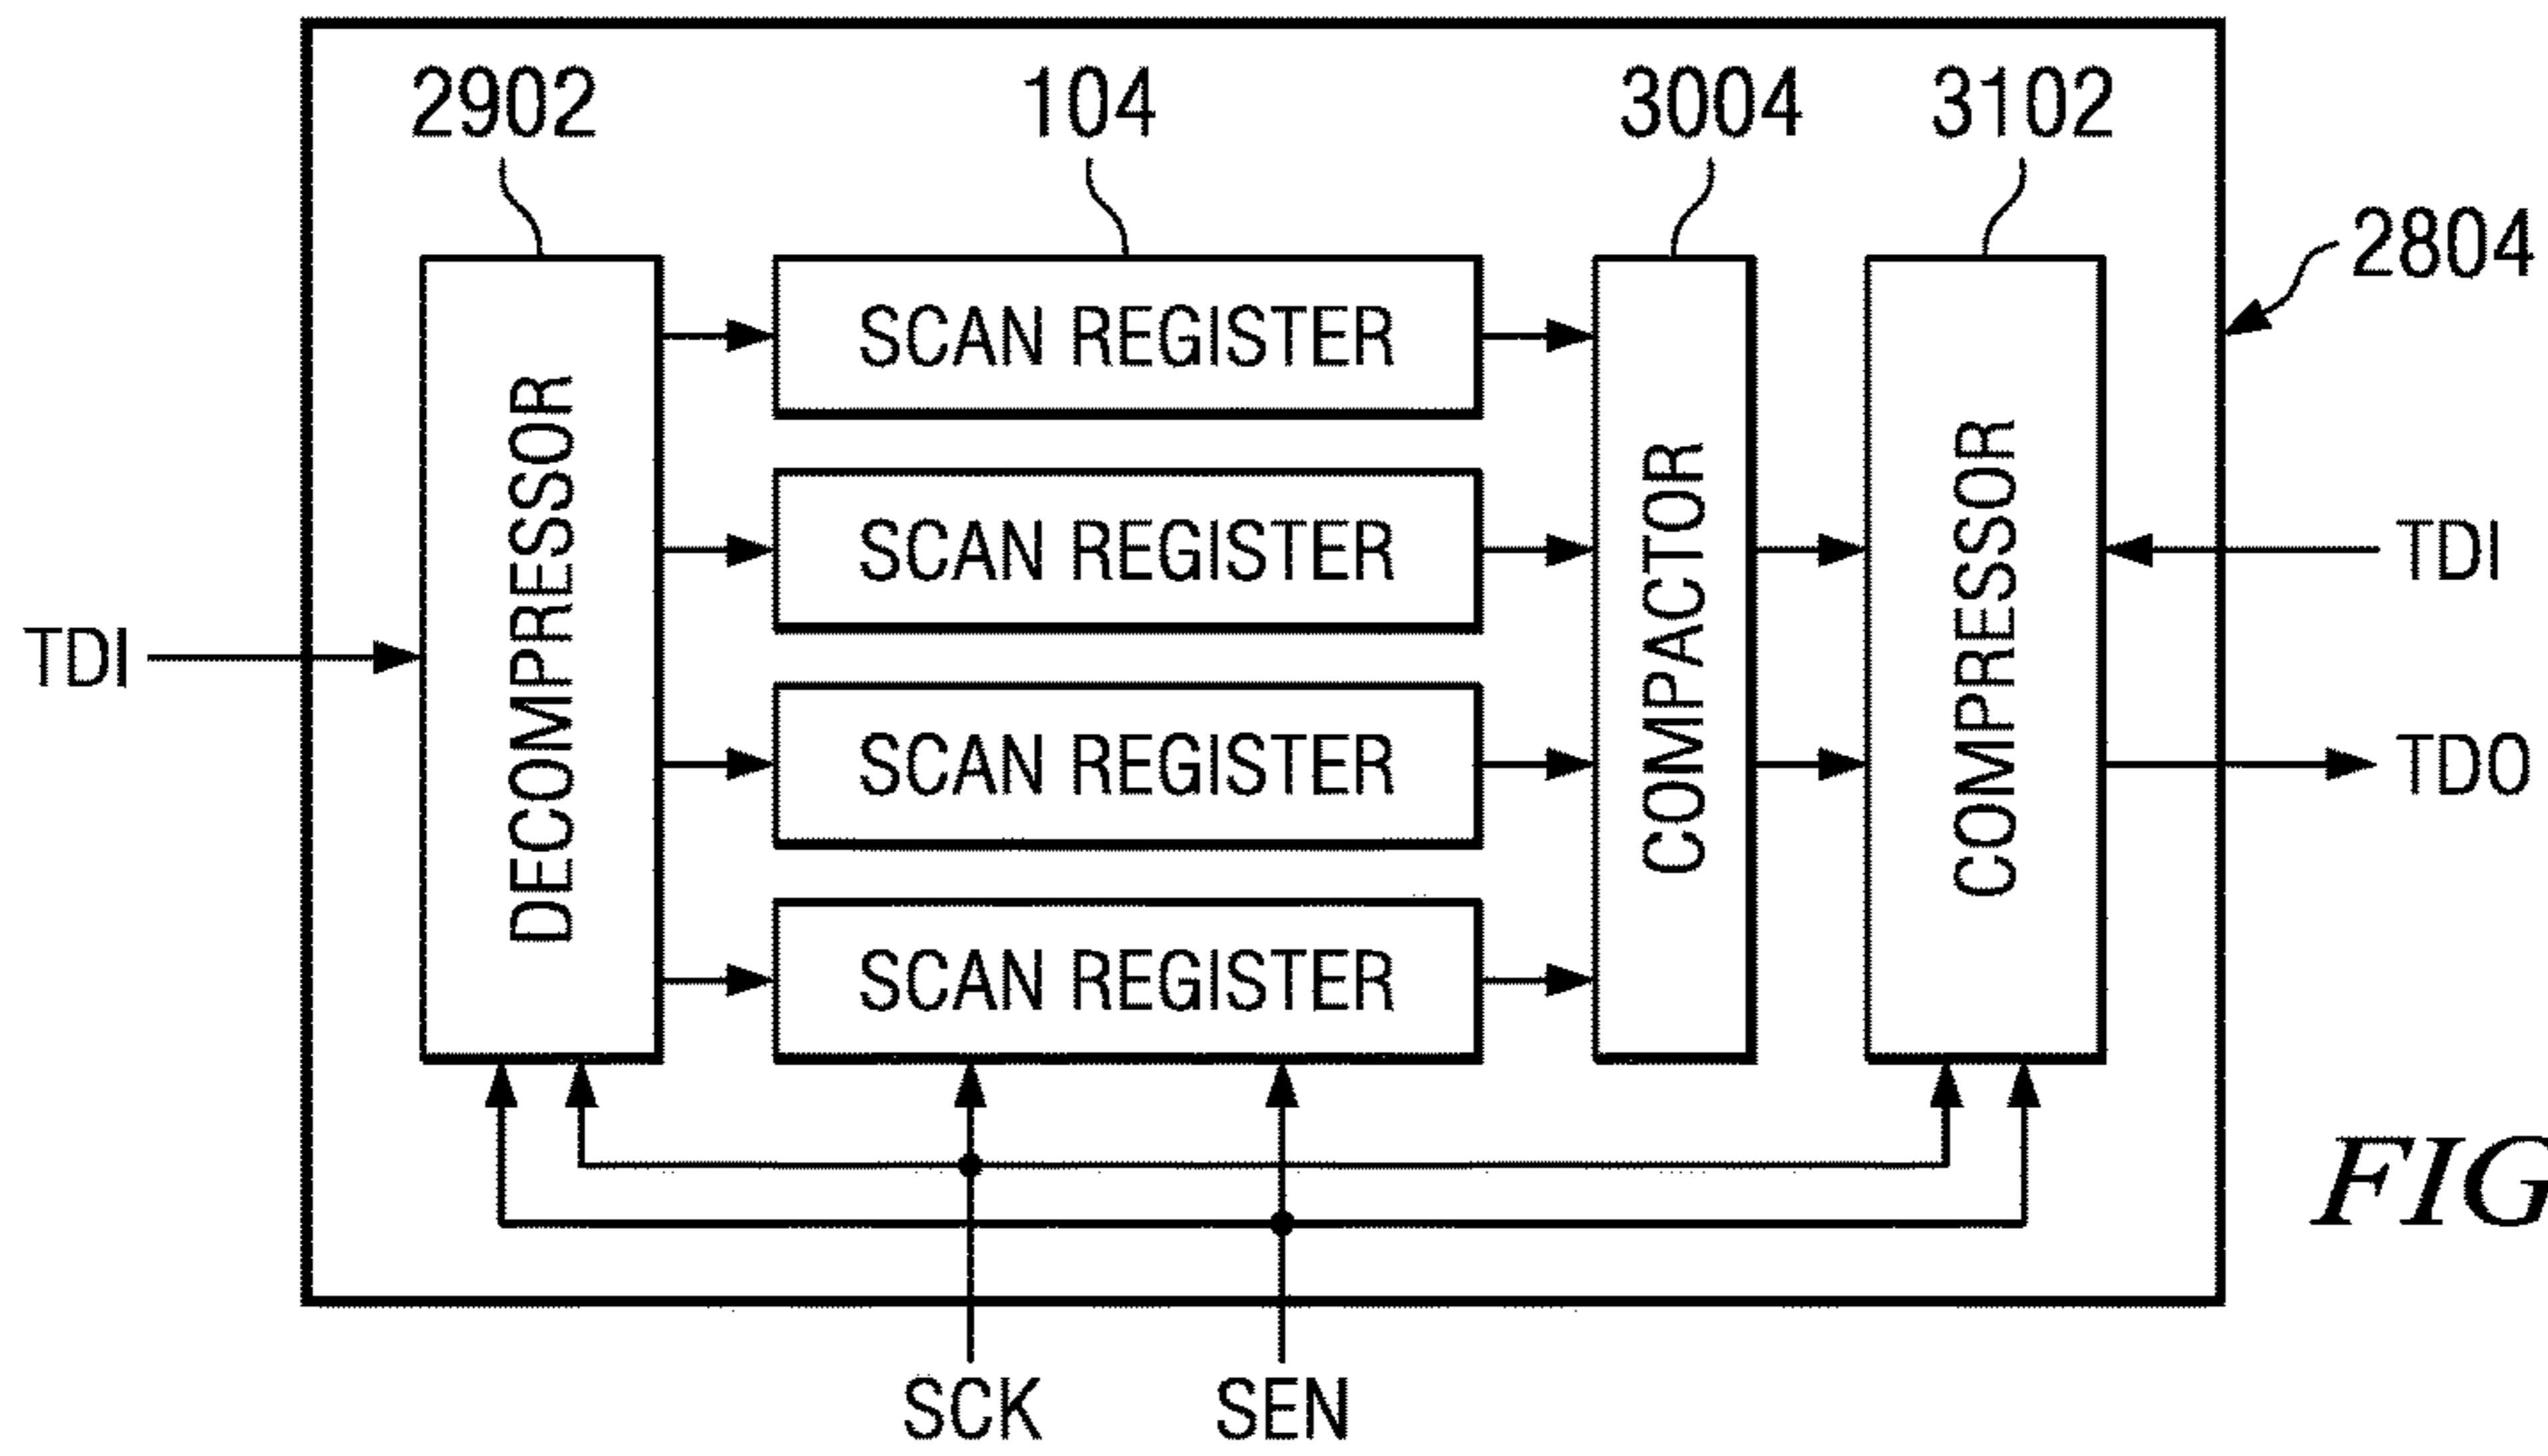 2902
104
3004
3102
2804
DECOMPRESSOR
SCAN REGISTER
SCAN REGISTER
SCAN REGISTER
SCAN REGISTER
COMPACTOR
COMPRESSOR
TDI
TDI
TDO
SCK
SEN
FIG